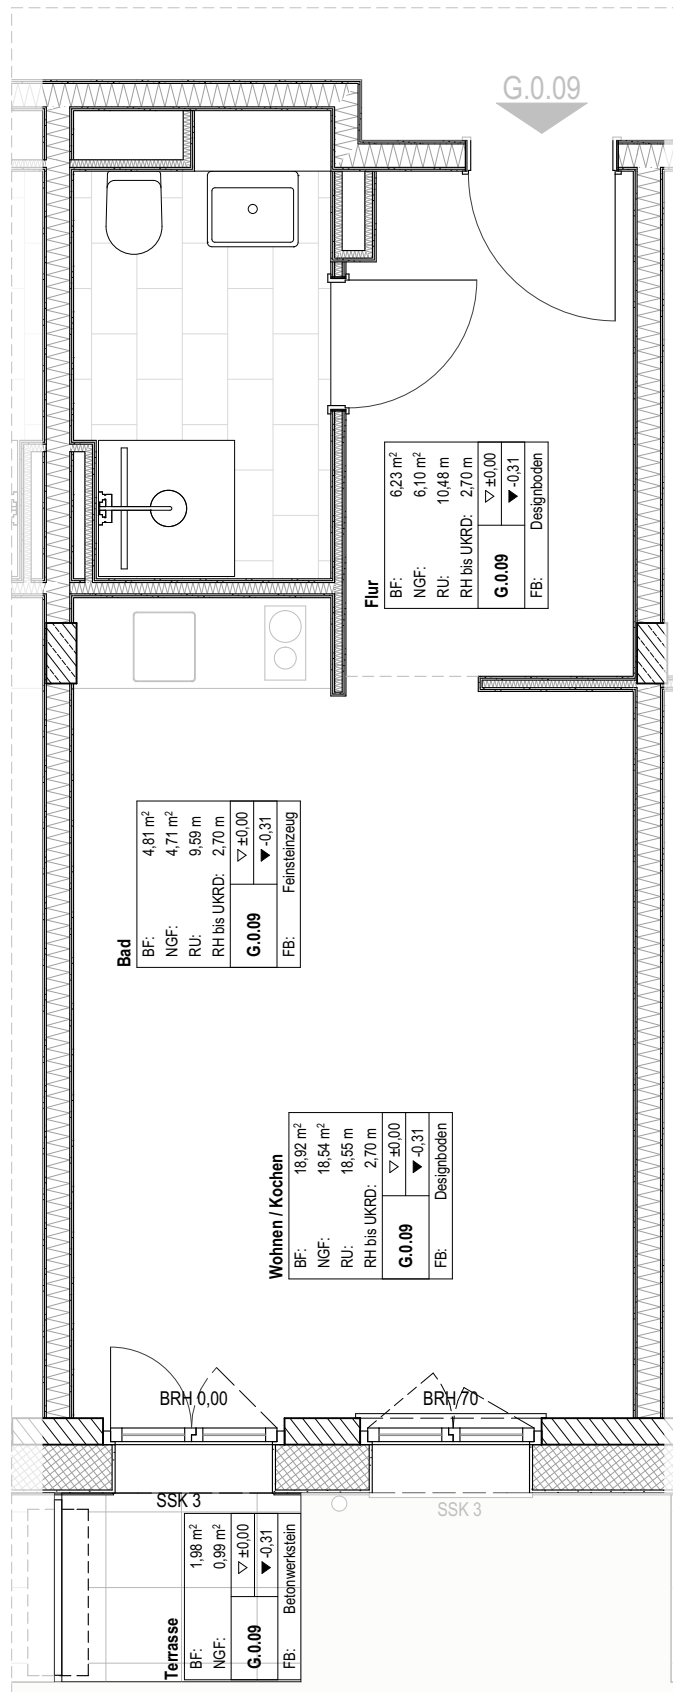 G.0.09
Flur
BF: 6,23 m²
NGF: 6,10 m²
RU: 10,48 m
RH bis UKRD: 2,70 m
G.0.09 ▽ ±0,00
▼ -0,31
FB: Designboden
Bad
BF: 4,81 m²
NGF: 4,71 m²
RU: 9,59 m
RH bis UKRD: 2,70 m
G.0.09 ▽ ±0,00
▼ -0,31
FB: Feinsteinzeug
Wohnen / Kochen
BF: 18,92 m²
NGF: 18,54 m²
RU: 18,55 m
RH bis UKRD: 2,70 m
G.0.09 ▽ ±0,00
▼ -0,31
FB: Designboden
BRH 0,00
BRH 70
SSK 3
SSK 3
Terrasse
BF: 1,98 m²
NGF: 0,99 m²
G.0.09 ▽ ±0,00
▼ -0,31
FB: Betonwerkstein